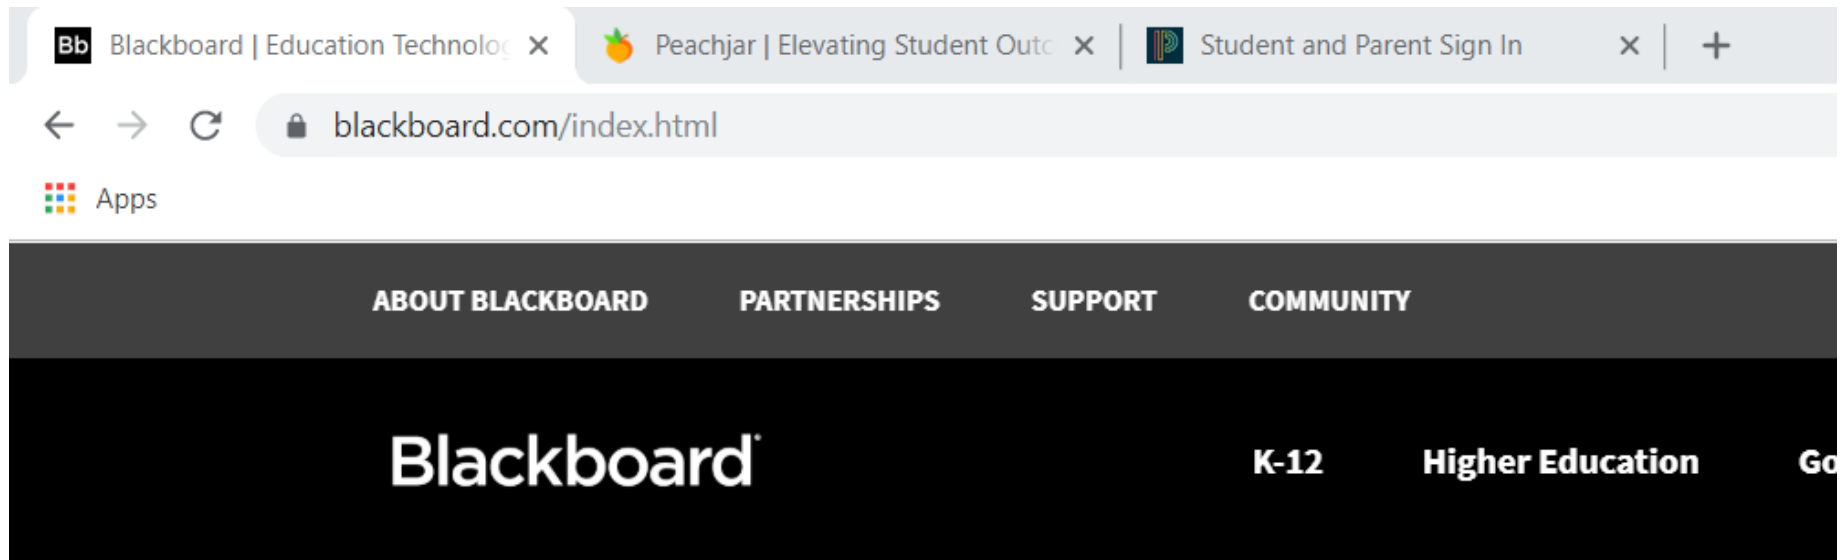 Bb Blackboard | Education Technolog Peachjar | Elevating Student Outc Student and Parent Sign In
blackboard.com/index.html
Apps
ABOUT BLACKBOARD PARTNERSHIPS SUPPORT COMMUNITY
Blackboard K-12 Higher Education Go